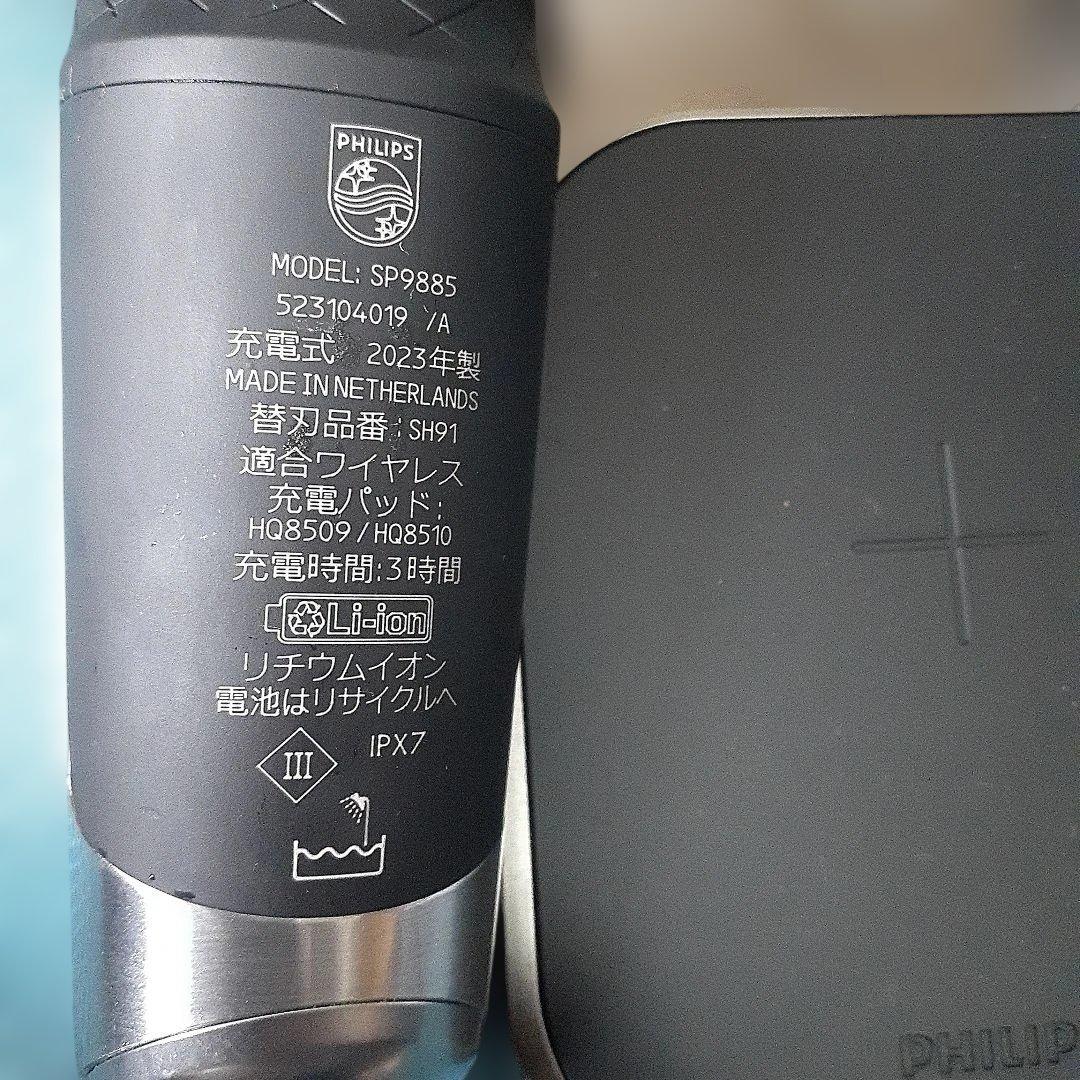 PHILIPS
MODEL: SP9885
523104019 /A
充電式 2023年製
MADE IN NETHERLANDS
替刃品番:SH91
適合ワイヤレス
充電パッド:
HQ8509/HQ8510
充電時間:3時間
Li-ion
リチウムイオン
電池はリサイクルへ
III IPX7
PHILIP